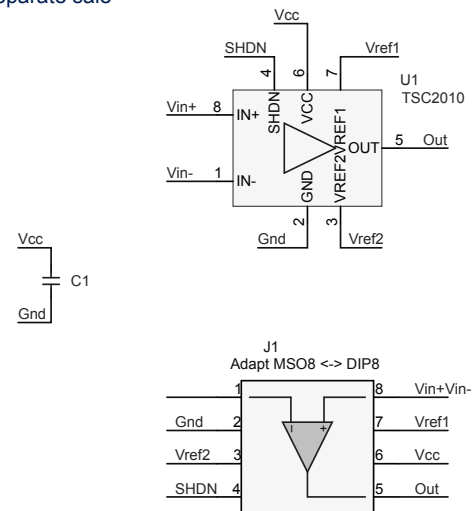 Vcc
SHDN
Vref1
4
6
7
U1
TSC2010
Vin+ 8 IN+
SHDN
VCC
VREF1
OUT 5 Out
Vin- 1 IN-
GND
VREF2
2
3
Gnd
Vref2
Vcc
C1
Gnd
J1
Adapt MSO8 <-> DIP8
1
8 Vin+Vin-
- +
Gnd 2
7 Vref1
Vref2 3
6 Vcc
SHDN 4
5 Out